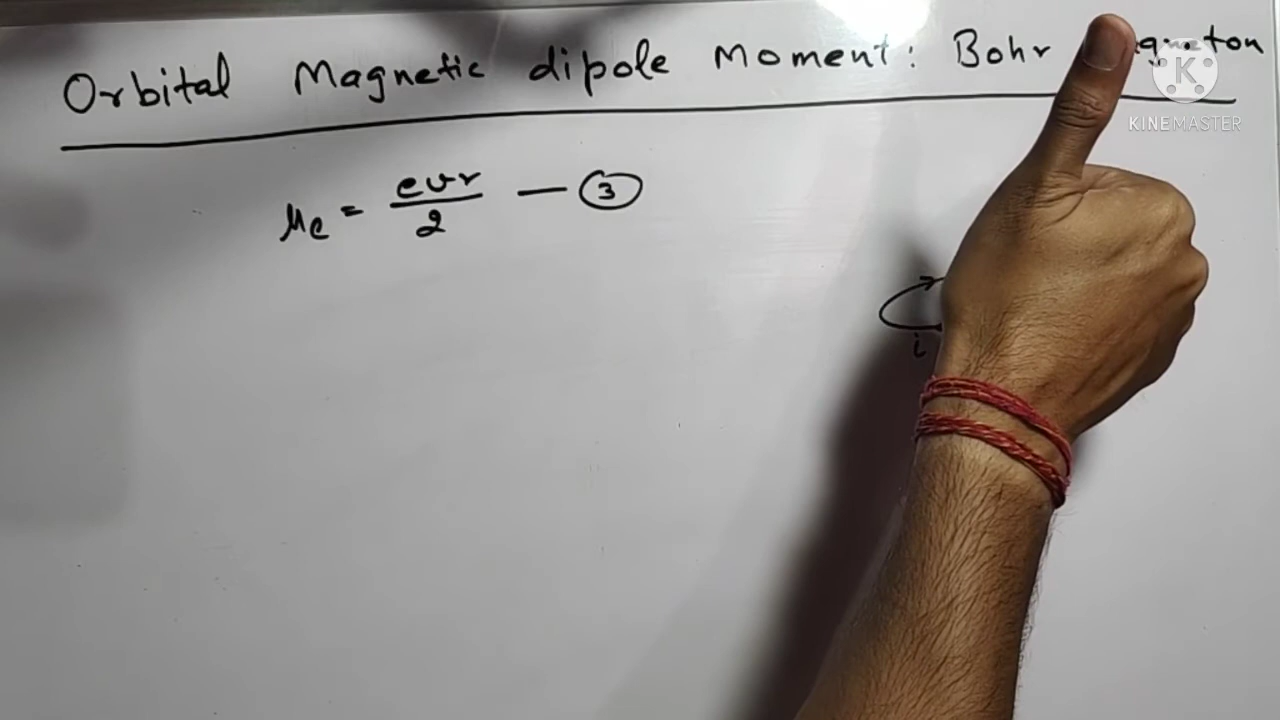 Orbital Magnetic dipole Moment: Bohr
μe = evr/2 — ③
i
K
KINEMASTER